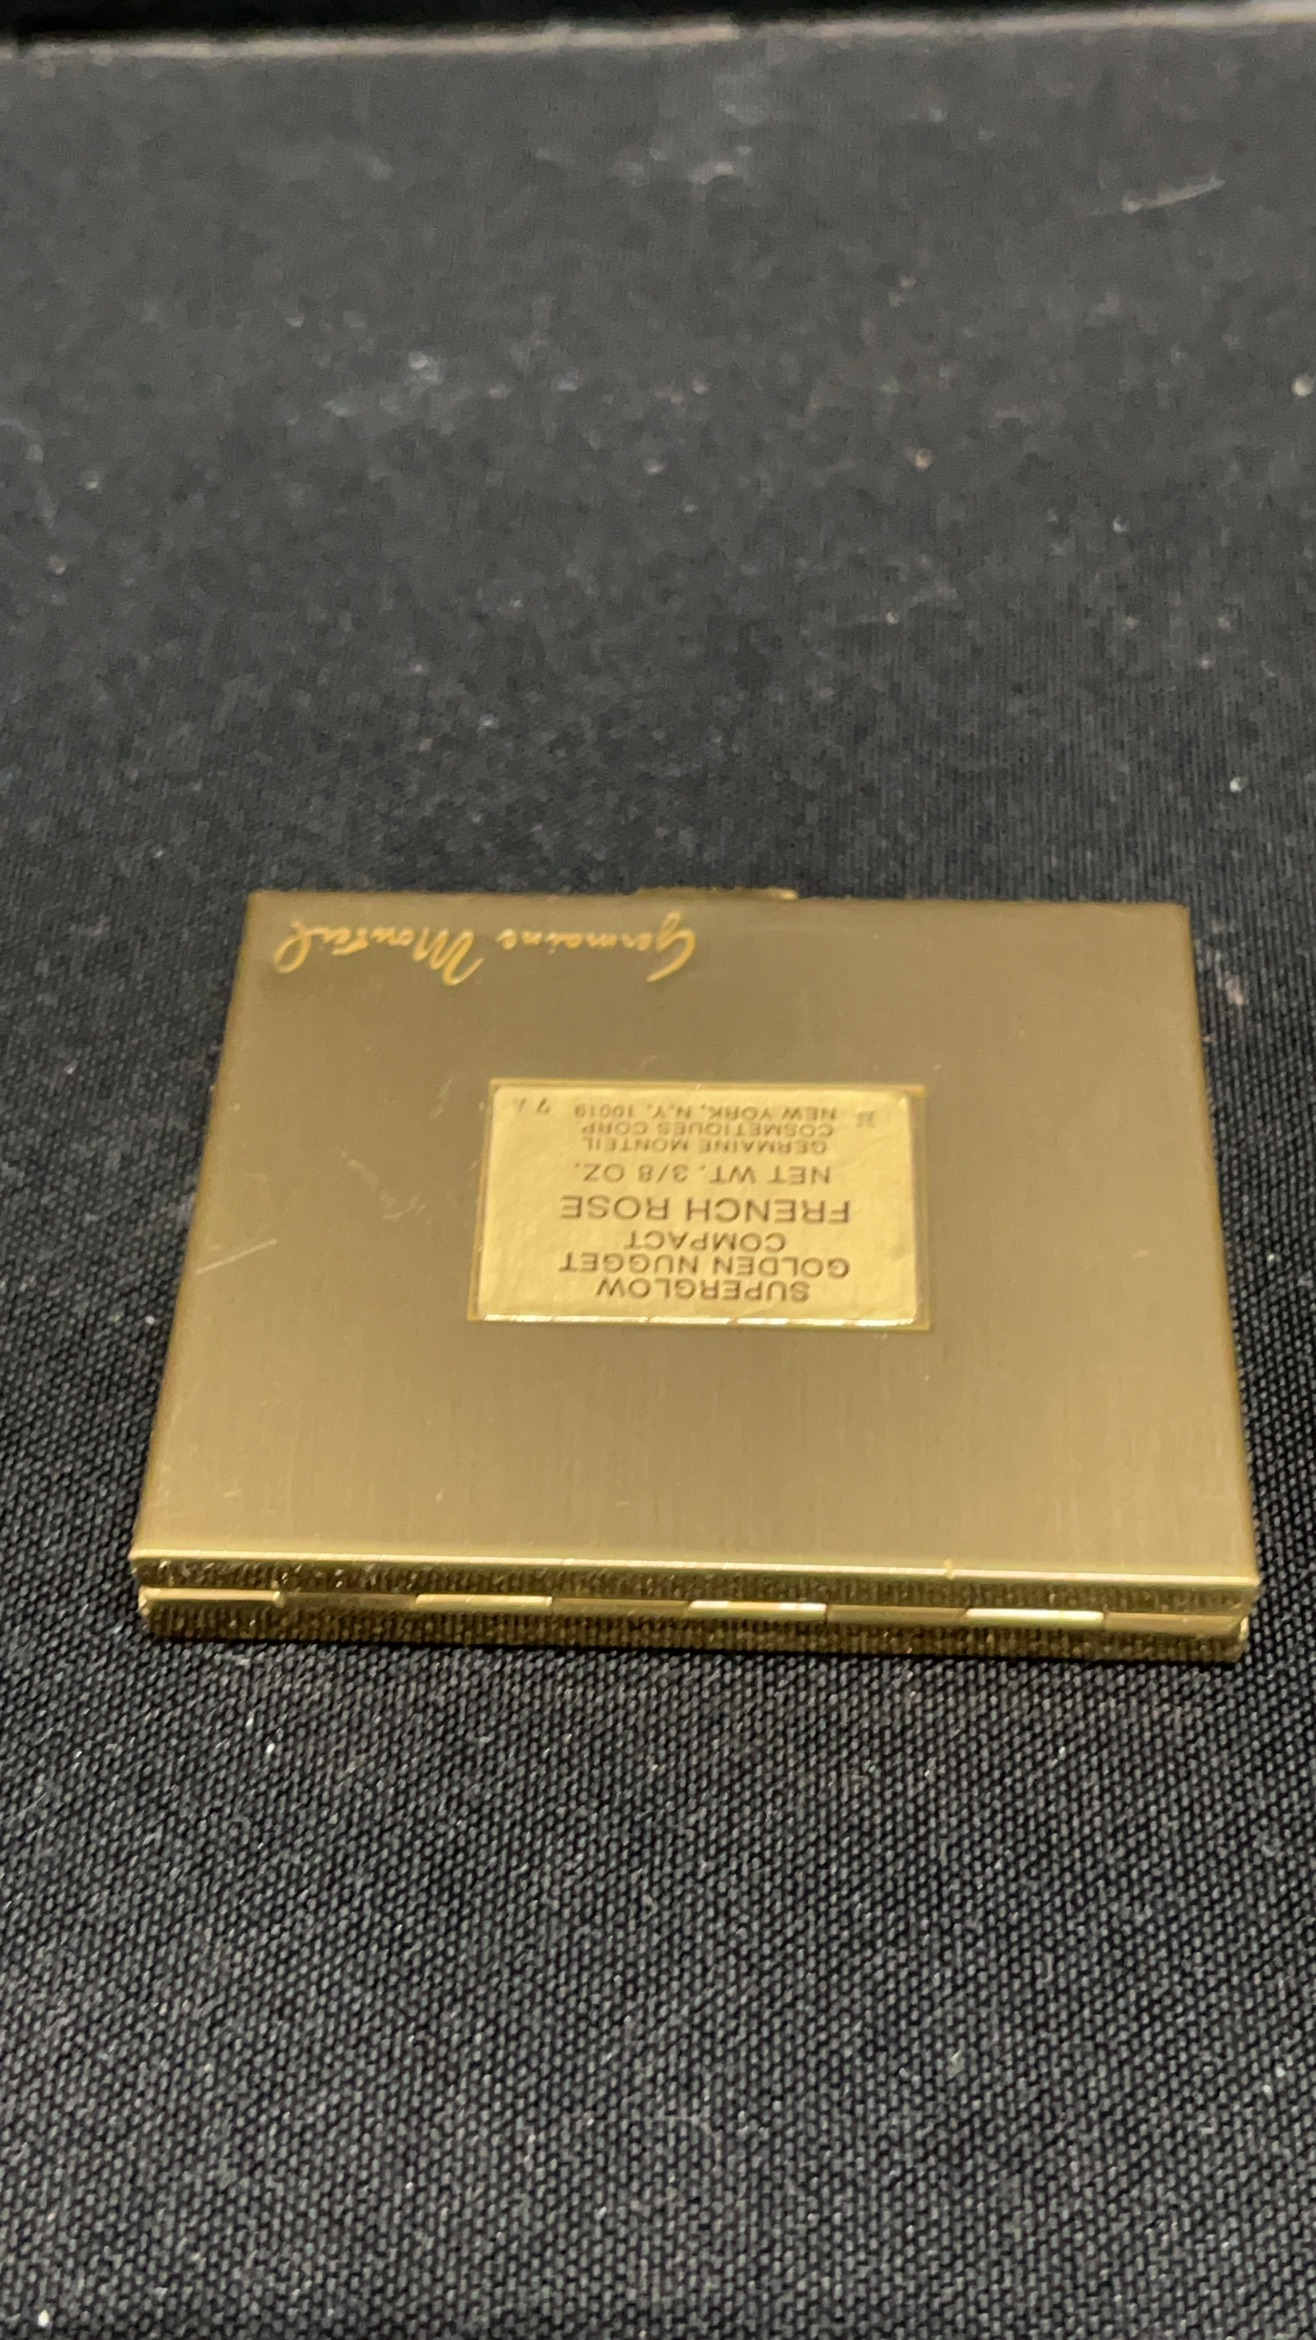 SUPERGLOW
GOLDEN NUGGET
COMPACT
FRENCH ROSE
NET WT. 3/8 OZ.
GERMAINE MONTEIL
COSMETIQUES CORP.
NEW YORK, N.Y. 10019
Germaine Monteil